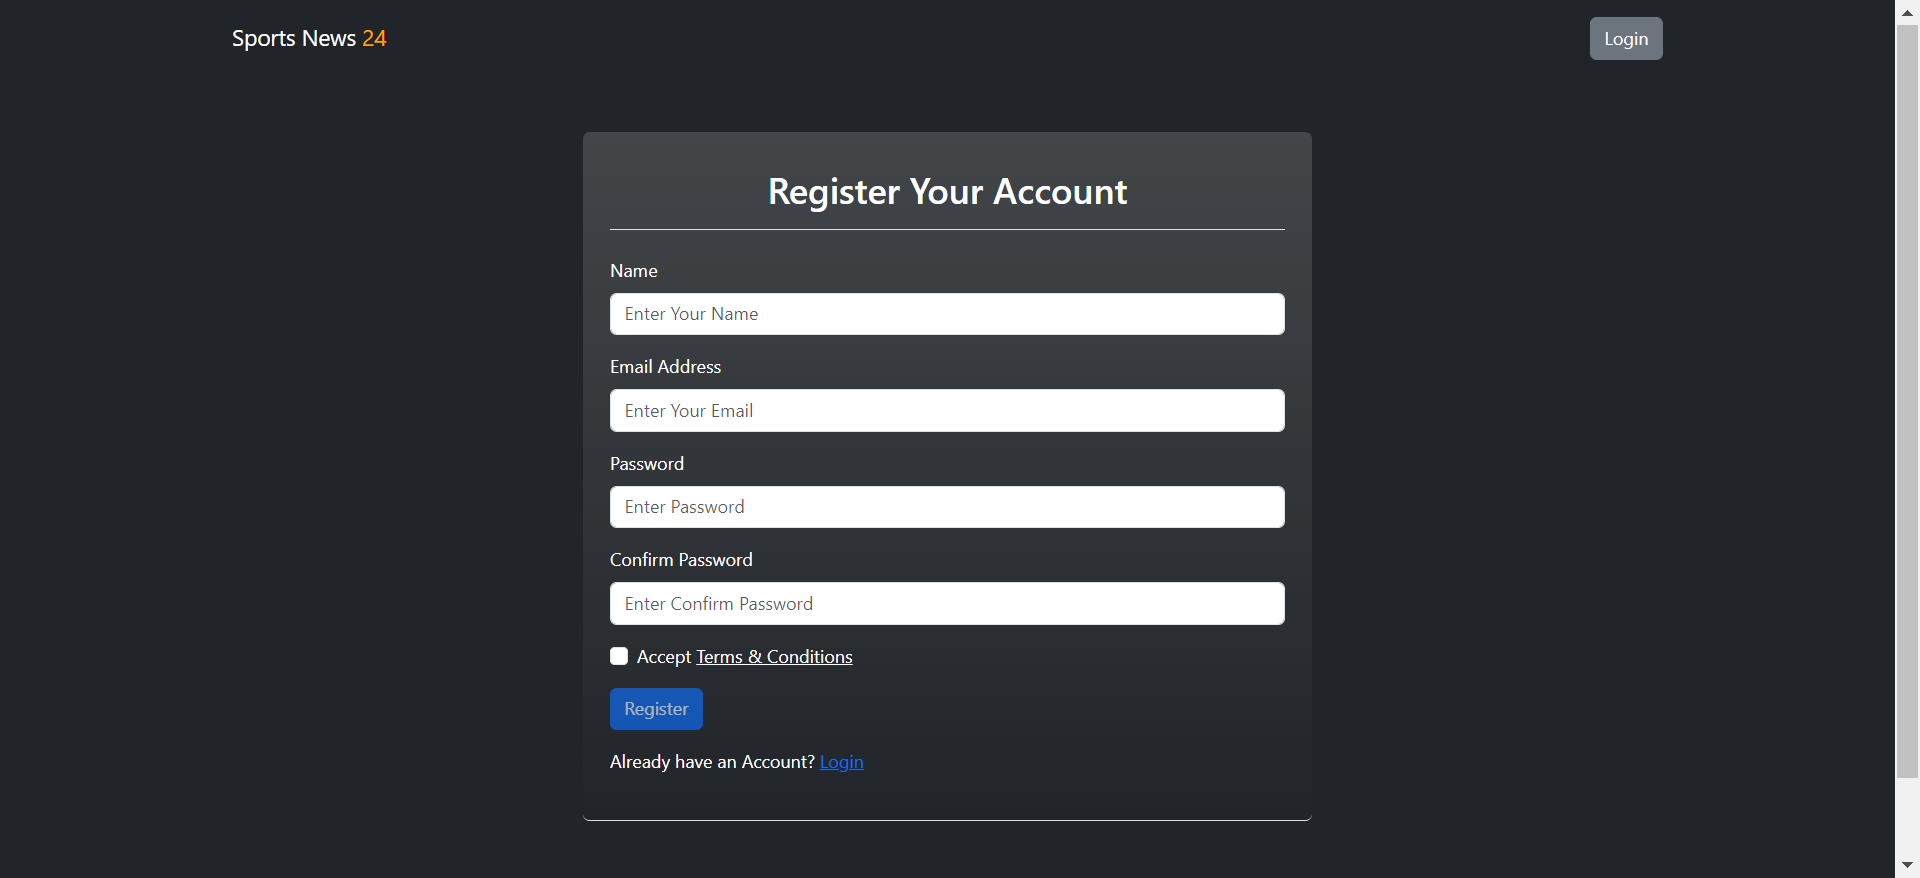 Sports News 24
Login
Register Your Account
Name
Enter Your Name
Email Address
Enter Your Email
Password
Enter Password
Confirm Password
Enter Confirm Password
Accept Terms & Conditions
Register
Already have an Account? Login